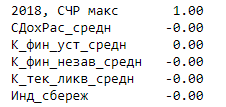 2018, СЧР макс 1.00
СДохРас_средн -0.00
К_фин_уст_средн 0.00
К_фин_незав_средн -0.00
К_тек_ликв_средн -0.00
Инд_сбереж -0.00